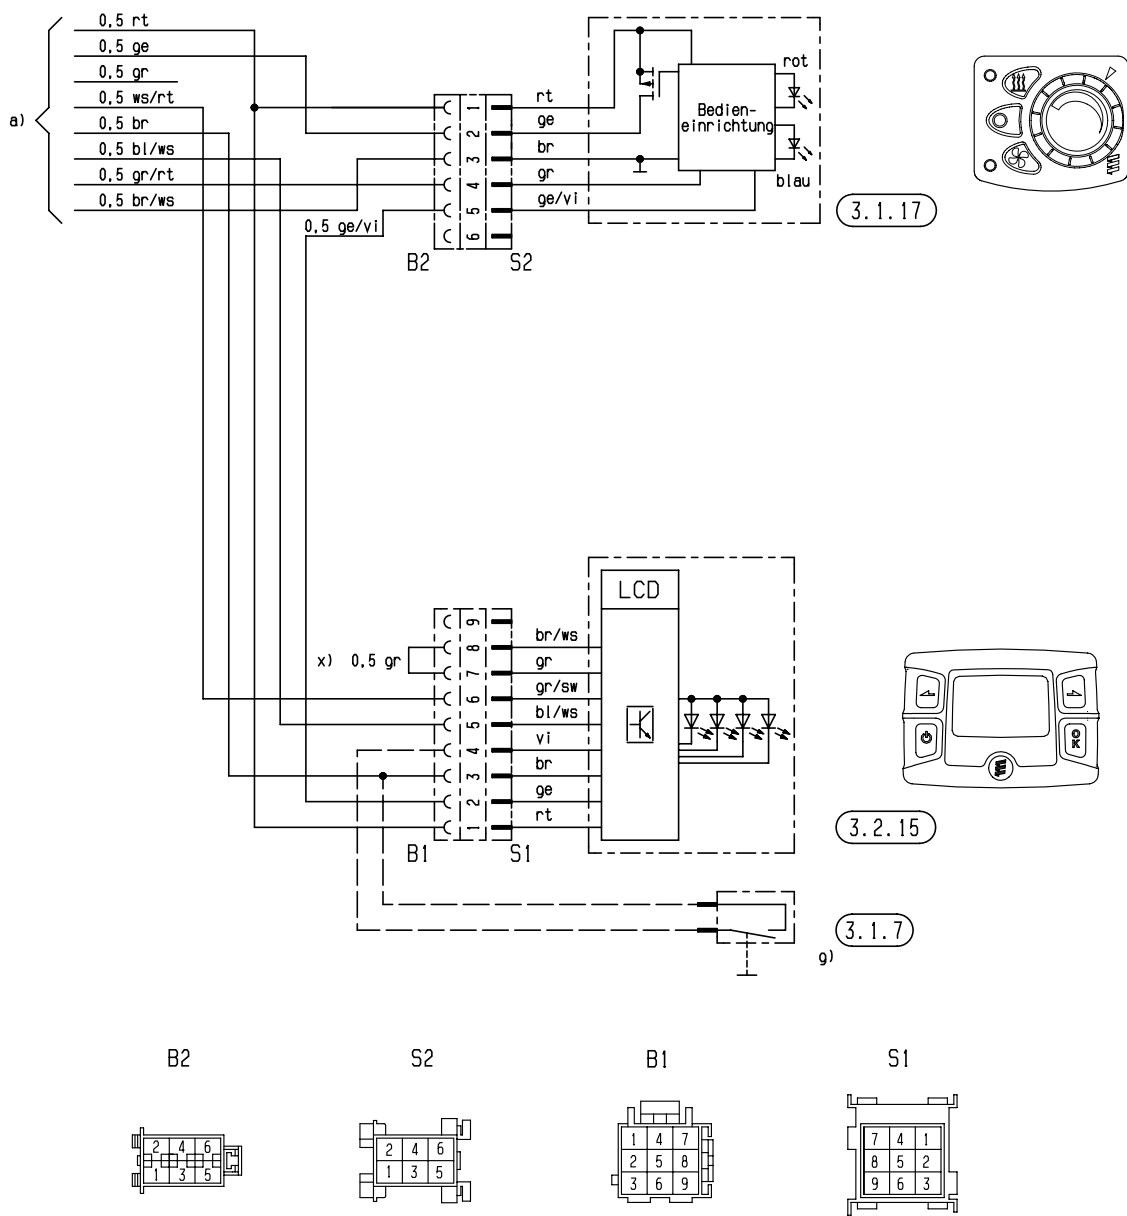 0,5 rt
0,5 ge
0,5 gr
0,5 ws/rt
a)
0,5 br
0,5 bl/ws
0,5 gr/rt
0,5 br/ws
0,5 ge/vi
1
2
3
4
5
6
B2
S2
rt
ge
br
gr
ge/vi
rot
Bedien-
einrichtung
blau
3.1.17
LCD
9
8
7
6
5
4
3
2
1
x) 0,5 gr
br/ws
gr
gr/sw
bl/ws
vi
br
ge
rt
B1
S1
OK
3.2.15
3.1.7
g)
B2
S2
B1
S1
2 4 6
1 3 5
2 4 6
1 3 5
1 4 7
2 5 8
3 6 9
7 4 1
8 5 2
9 6 3